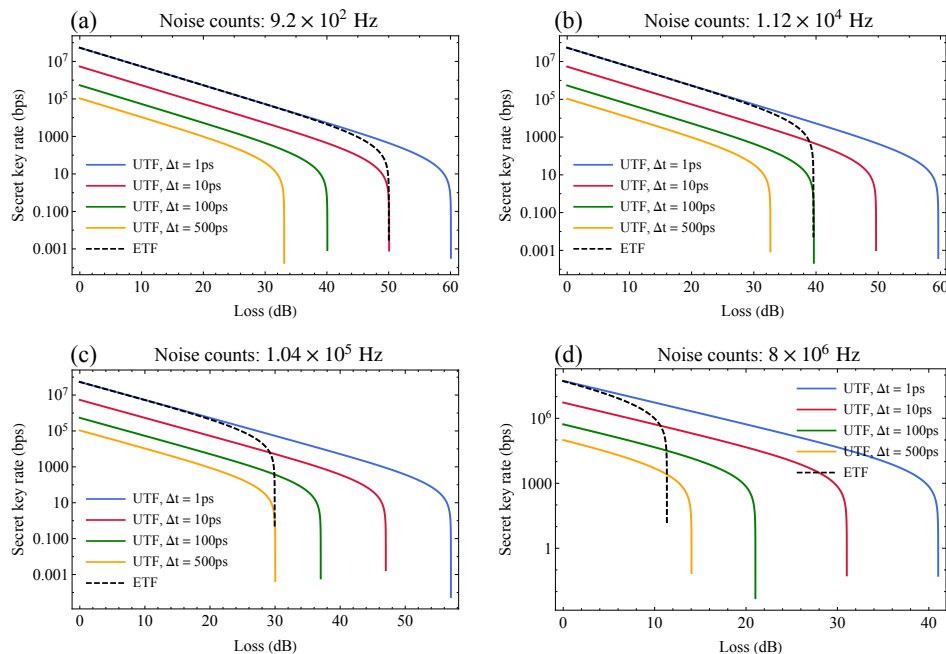 (a) Noise counts: 9.2 × 10² Hz
Secret key rate (bps)
10⁷
10⁵
1000
10
0.100
0.001
UTF, Δt = 1ps
UTF, Δt = 10ps
UTF, Δt = 100ps
UTF, Δt = 500ps
ETF
0 10 20 30 40 50 60
Loss (dB)
(b) Noise counts: 1.12 × 10⁴ Hz
Secret key rate (bps)
10⁷
10⁵
1000
10
0.100
0.001
UTF, Δt = 1ps
UTF, Δt = 10ps
UTF, Δt = 100ps
UTF, Δt = 500ps
ETF
0 10 20 30 40 50 60
Loss (dB)
(c) Noise counts: 1.04 × 10⁵ Hz
Secret key rate (bps)
10⁷
10⁵
1000
10
0.100
0.001
UTF, Δt = 1ps
UTF, Δt = 10ps
UTF, Δt = 100ps
UTF, Δt = 500ps
ETF
0 10 20 30 40 50
Loss (dB)
(d) Noise counts: 8 × 10⁶ Hz
Secret key rate (bps)
10⁶
1000
1
UTF, Δt = 1ps
UTF, Δt = 10ps
UTF, Δt = 100ps
UTF, Δt = 500ps
ETF
0 10 20 30 40
Loss (dB)